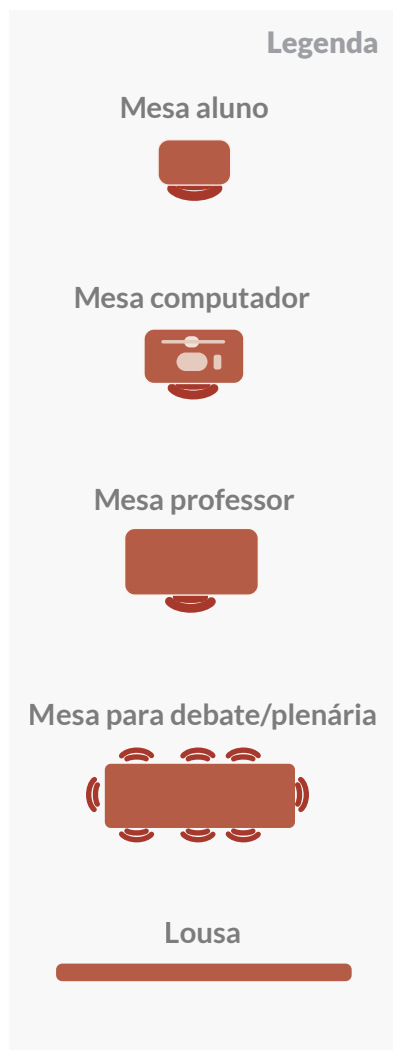 Legenda
Mesa aluno
Mesa computador
Mesa professor
Mesa para debate/plenária
Lousa